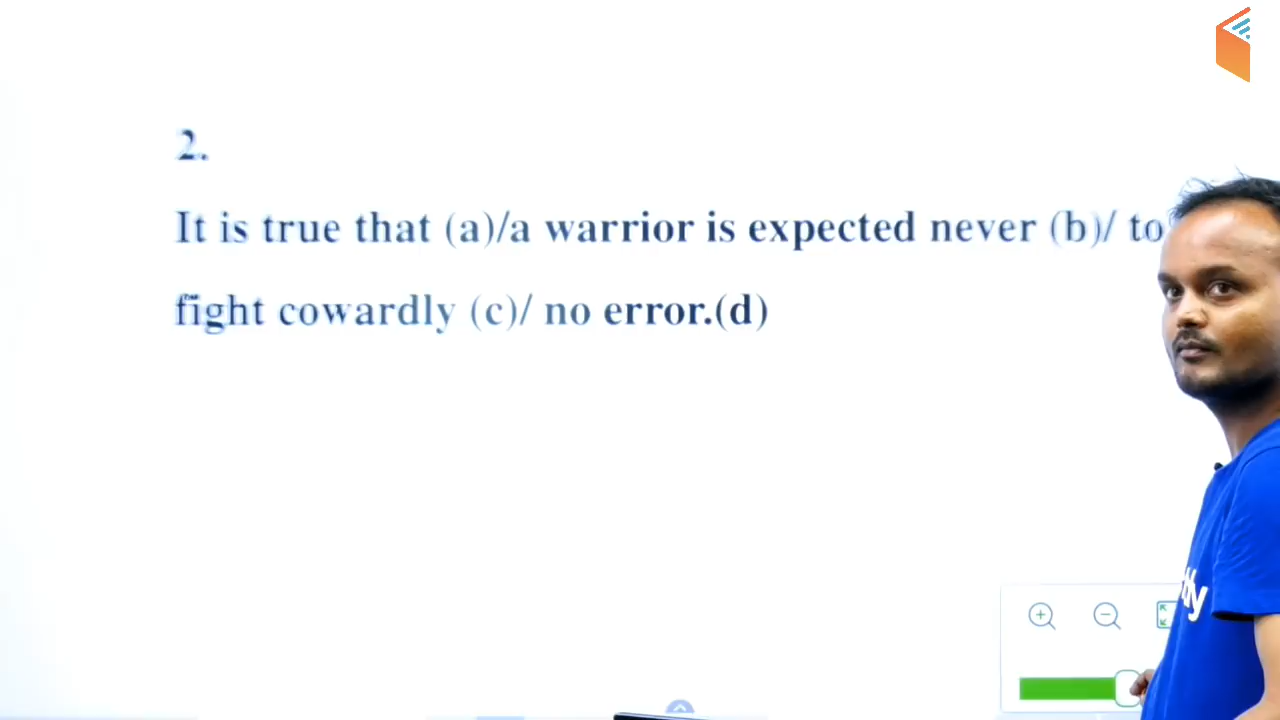 2.
It is true that (a)/a warrior is expected never (b)/ to
fight cowardly (c)/ no error.(d)